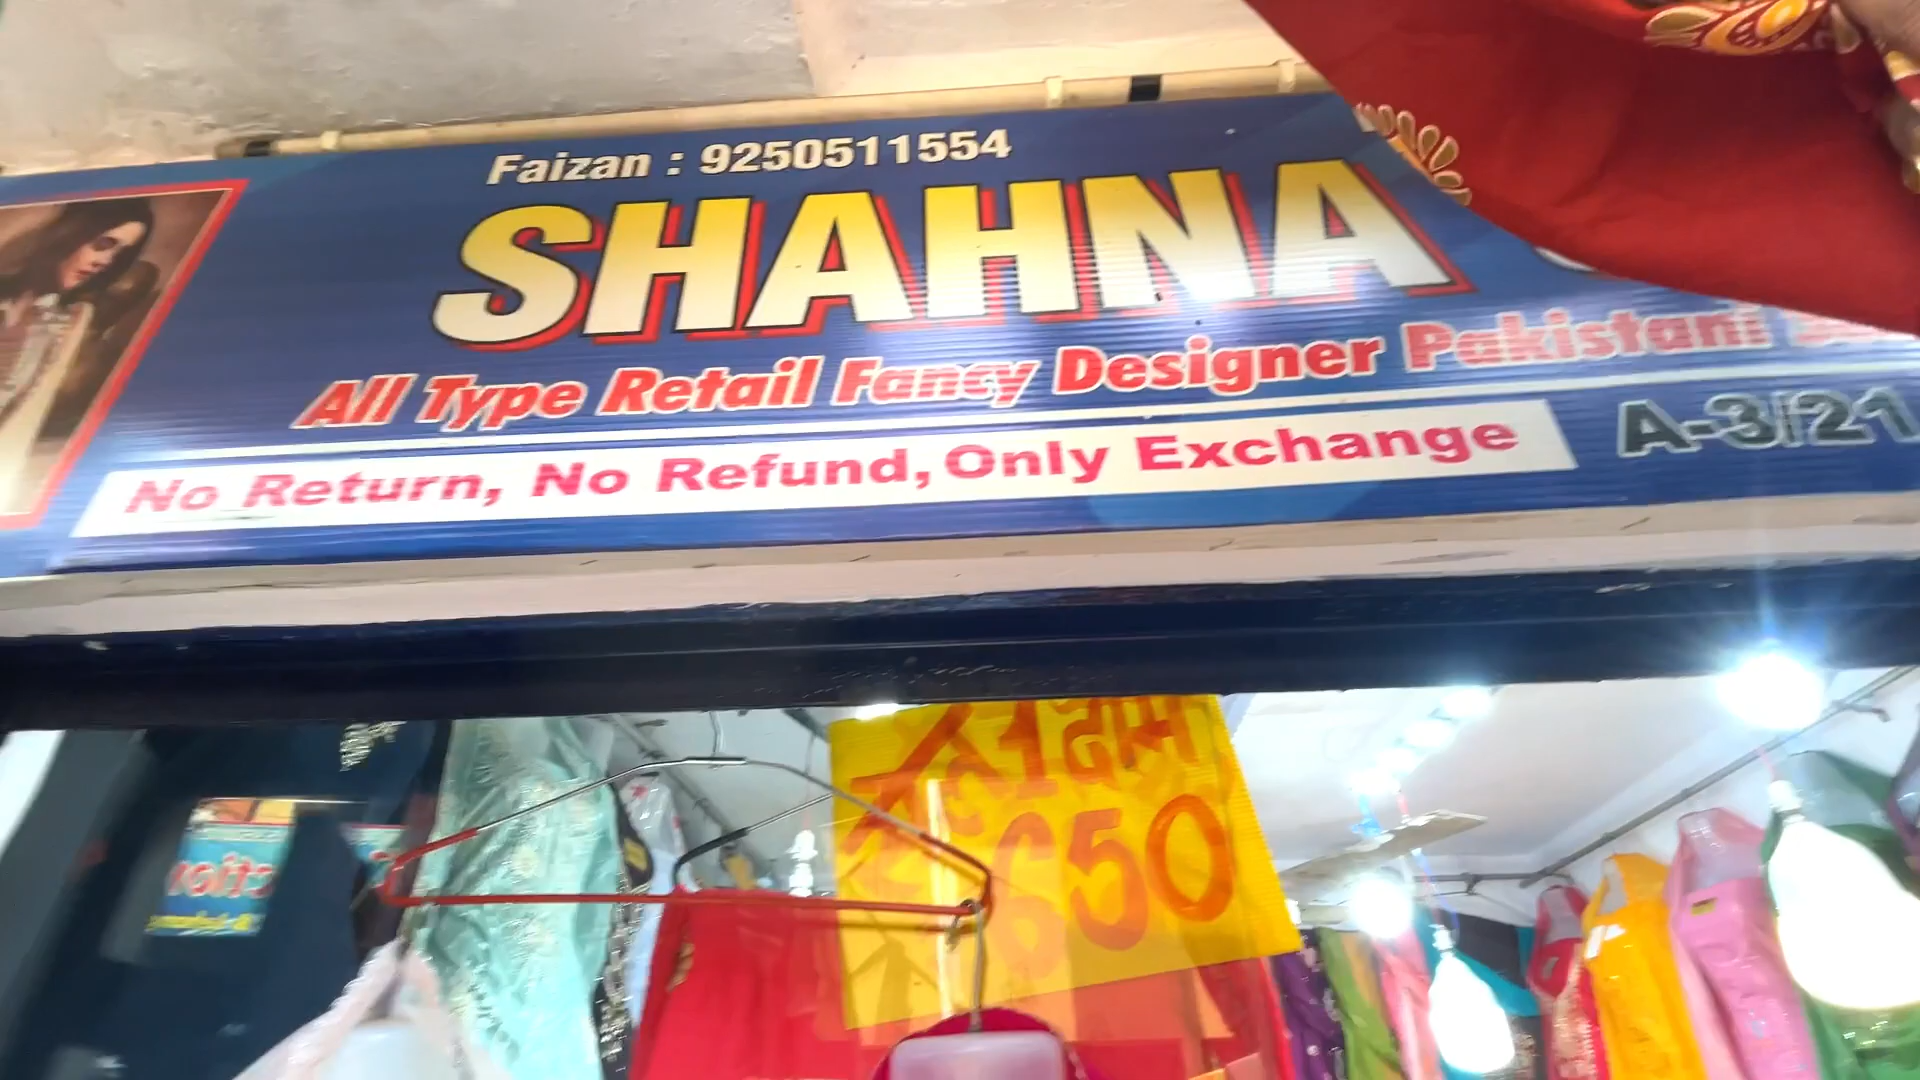 Faizan : 9250511554
SHAHNA
All Type Retail Fancy Designer Pakistani
No Return, No Refund, Only Exchange
A-3/21
650